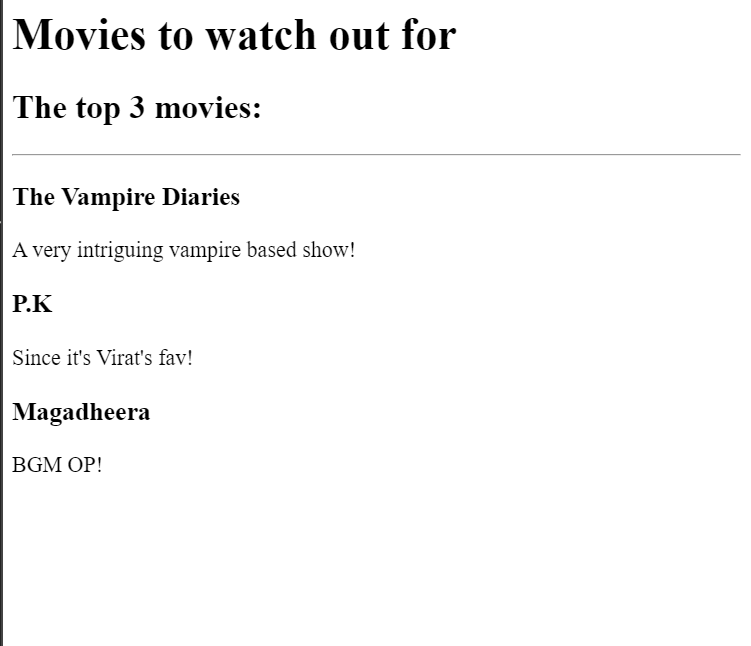 Movies to watch out for
The top 3 movies:
The Vampire Diaries
A very intriguing vampire based show!
P.K
Since it's Virat's fav!
Magadheera
BGM OP!